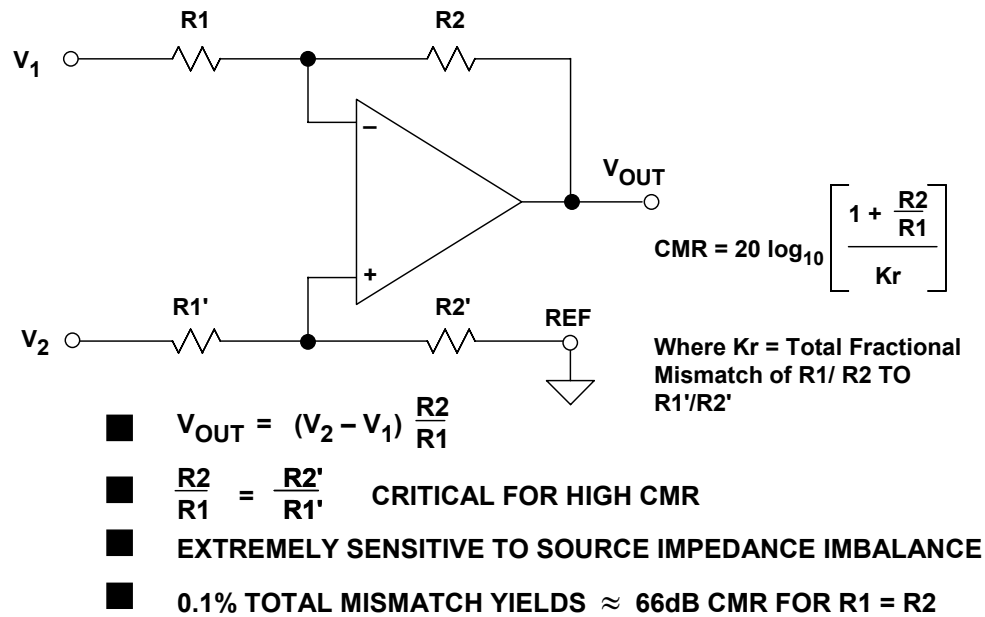 R1
R2
V1
−
VOUT
CMR = 20 log10 [ (1 + R2/R1) / Kr ]
+
R1'
R2'
REF
V2
Where Kr = Total Fractional
Mismatch of R1/ R2 TO
R1'/R2'
VOUT = (V2 – V1) R2/R1
R2/R1 = R2'/R1' CRITICAL FOR HIGH CMR
EXTREMELY SENSITIVE TO SOURCE IMPEDANCE IMBALANCE
0.1% TOTAL MISMATCH YIELDS ≈ 66dB CMR FOR R1 = R2